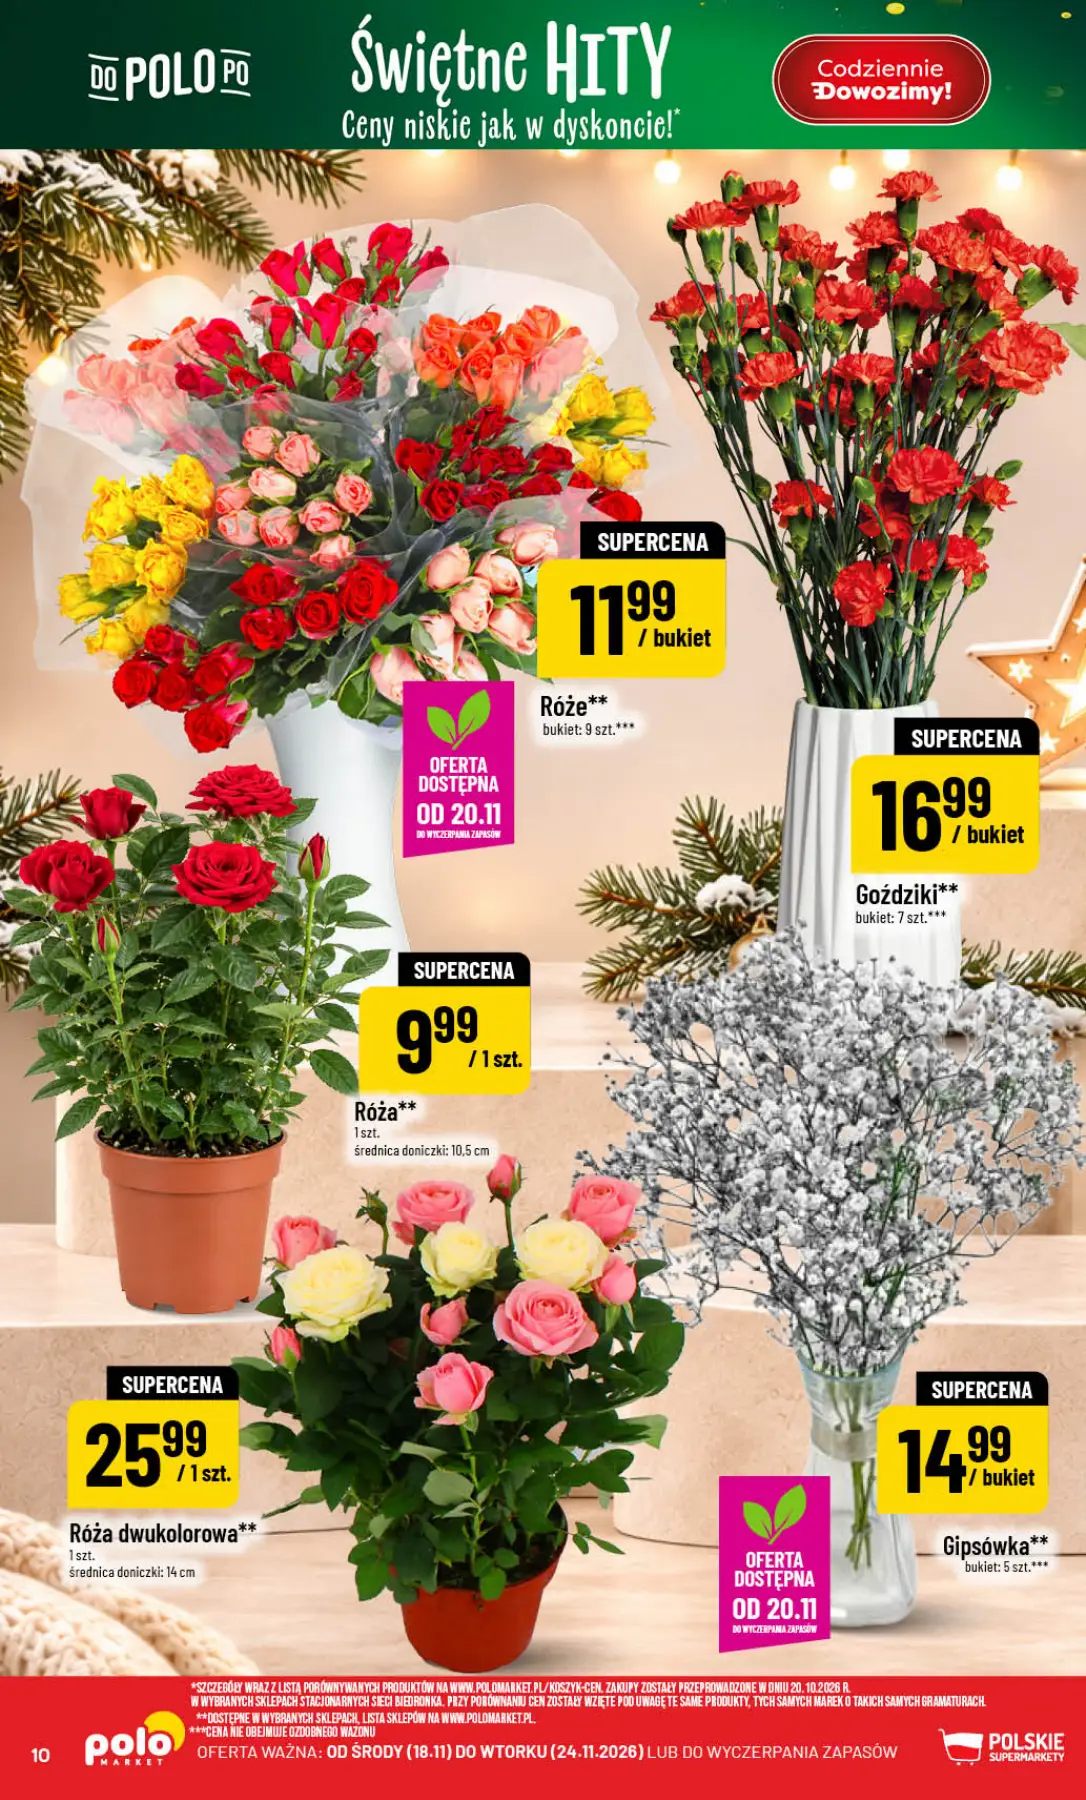 DO POLO PO
Świętne HITY
Ceny niskie jak w dyskoncie!*
Codziennie
Dowozimy!
SUPERCENA
11 99
/ bukiet
Róże**
bukiet: 9 szt.***
OFERTA
DOSTĘPNA
OD 20.11
DO WYCZERPANIA ZAPASÓW
SUPERCENA
16 99
/ bukiet
Goździki**
bukiet: 7 szt.***
SUPERCENA
9 99
/ 1 szt.
Róża**
1 szt.
średnica doniczki: 10,5 cm
SUPERCENA
25 99
/ 1 szt.
Róża dwukolorowa**
1 szt.
średnica doniczki: 14 cm
SUPERCENA
14 99
/ bukiet
Gipsówka**
bukiet: 5 szt.***
OFERTA
DOSTĘPNA
OD 20.11
DO WYCZERPANIA ZAPASÓW
*SZCZEGÓŁY WRAZ Z LISTĄ PORÓWNYWANYCH PRODUKTÓW NA WWW.POLOMARKET.PL/KOSZYK-CEN. ZAKUPY ZOSTAŁY PRZEPROWADZONE W DNIU 20.10.2026 R.
W WYBRANYCH SKLEPACH STACJONARNYCH SIECI BIEDRONKA. PRZY PORÓWNANIU CEN ZOSTAŁY WZIĘTE POD UWAGĘ TE SAME PRODUKTY, TYCH SAMYCH MAREK O TAKICH SAMYCH GRAMATURACH.
**DOSTĘPNE W WYBRANYCH SKLEPACH, LISTA SKLEPÓW NA WWW.POLOMARKET.PL.
***CENA NIE OBEJMUJE OZDOBNEGO WAZONU
10
polo
MARKET
OFERTA WAŻNA: OD ŚRODY (18.11) DO WTORKU (24.11.2026) LUB DO WYCZERPANIA ZAPASÓW
POLSKIE
SUPERMARKETY